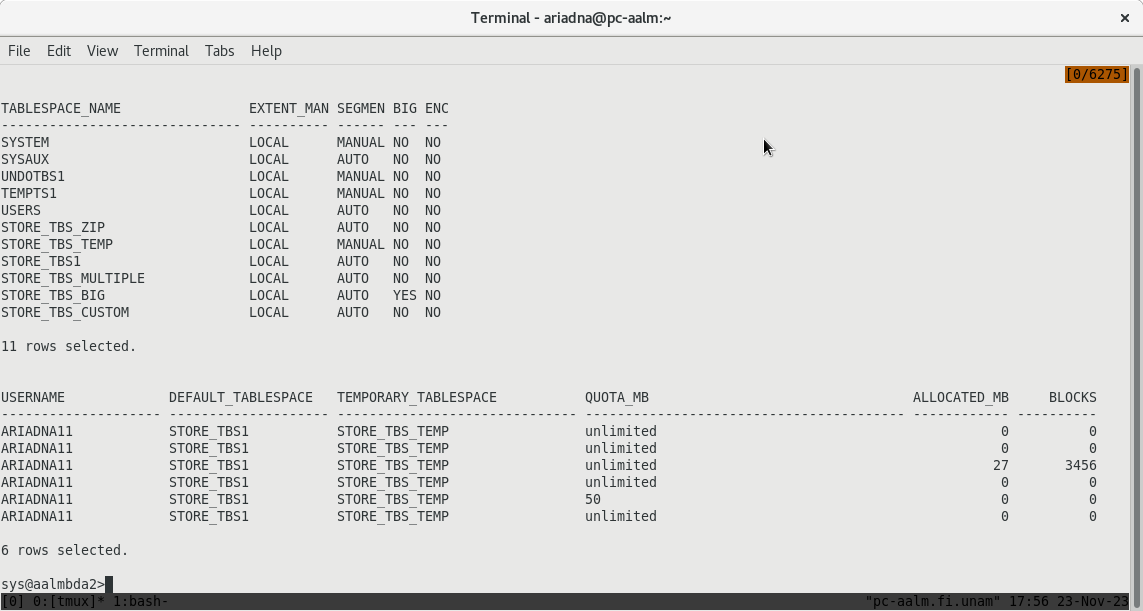 Terminal - ariadna@pc-aalm:~
File Edit View Terminal Tabs Help
[0/6275]
TABLESPACE_NAME                EXTENT_MAN SEGMEN BIG ENC
------------------------------ ---------- ------ --- ---
SYSTEM                         LOCAL      MANUAL NO  NO
SYSAUX                         LOCAL      AUTO   NO  NO
UNDOTBS1                       LOCAL      MANUAL NO  NO
TEMPTS1                        LOCAL      MANUAL NO  NO
USERS                          LOCAL      AUTO   NO  NO
STORE_TBS_ZIP                  LOCAL      AUTO   NO  NO
STORE_TBS_TEMP                 LOCAL      MANUAL NO  NO
STORE_TBS1                     LOCAL      AUTO   NO  NO
STORE_TBS_MULTIPLE             LOCAL      AUTO   NO  NO
STORE_TBS_BIG                  LOCAL      AUTO   YES NO
STORE_TBS_CUSTOM               LOCAL      AUTO   NO  NO
11 rows selected.
USERNAME             DEFAULT_TABLESPACE   TEMPORARY_TABLESPACE           QUOTA_MB                                 ALLOCATED_MB     BLOCKS
-------------------- -------------------- ------------------------------ ---------------------------------------- ------------ ----------
ARIADNA11            STORE_TBS1           STORE_TBS_TEMP                 unlimited                                           0          0
ARIADNA11            STORE_TBS1           STORE_TBS_TEMP                 unlimited                                           0          0
ARIADNA11            STORE_TBS1           STORE_TBS_TEMP                 unlimited                                          27       3456
ARIADNA11            STORE_TBS1           STORE_TBS_TEMP                 unlimited                                           0          0
ARIADNA11            STORE_TBS1           STORE_TBS_TEMP                 50                                                  0          0
ARIADNA11            STORE_TBS1           STORE_TBS_TEMP                 unlimited                                           0          0
6 rows selected.
sys@aalmbda2>
[0] 0:[tmux]* 1:bash- "pc-aalm.fi.unam" 17:56 23-Nov-23